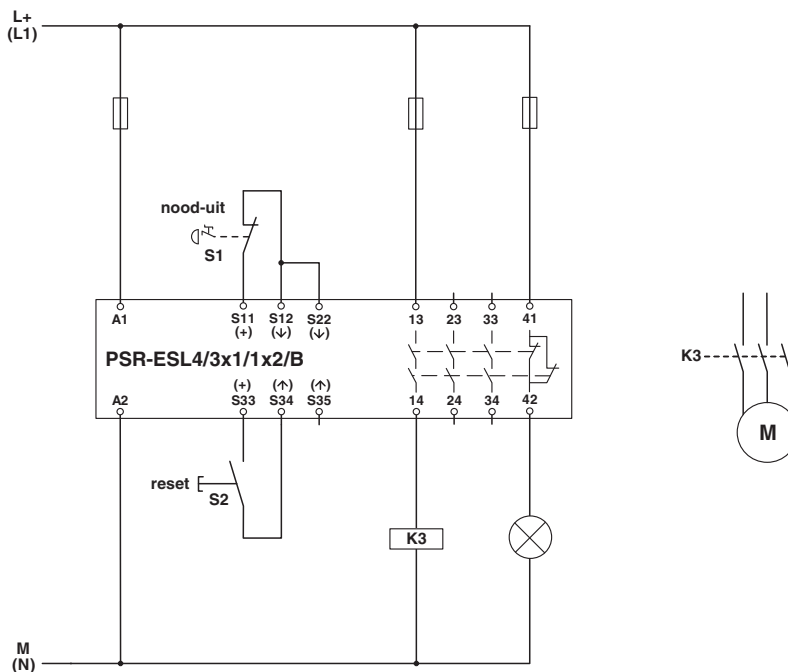 L+
(L1)
nood-uit
S1
A1
S11
(+)
S12
(↓)
S22
(↓)
13
23
33
41
PSR-ESL4/3x1/1x2/B
(+)
(↑)
(↑)
A2
S33
S34
S35
14
24
34
42
reset
S2
K3
K3
M
M
(N)